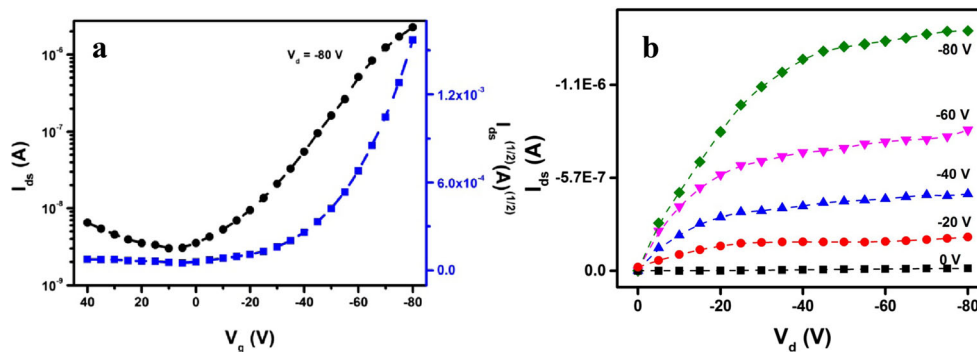 a
V_d = -80 V
10⁻⁶
10⁻⁷
10⁻⁸
10⁻⁹
I_ds (A)
1.2x10⁻³
6.0x10⁻⁴
0.0
I_ds^(1/2)(A)^(1/2)
40 20 0 -20 -40 -60 -80
V_g (V)
b
-1.1E-6
-5.7E-7
0.0
I_ds (A)
-80 V
-60 V
-40 V
-20 V
0 V
0 -20 -40 -60 -80
V_d (V)